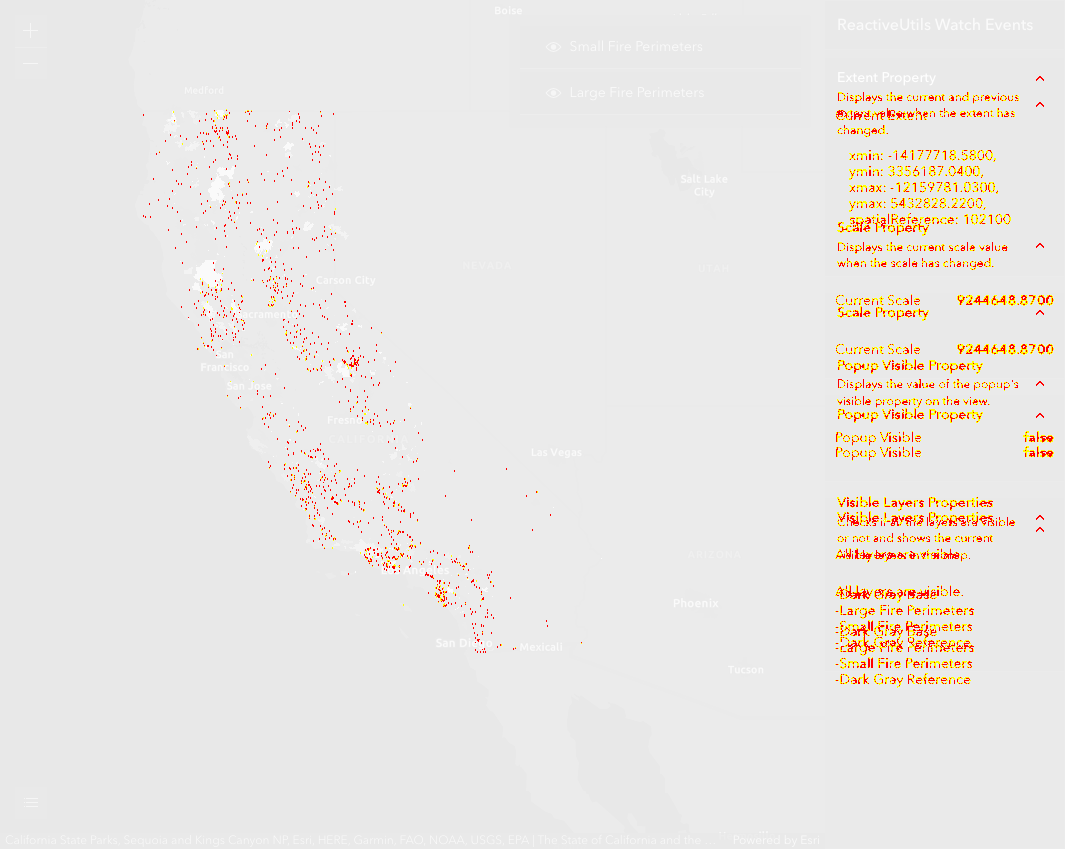 Boise
Small Fire Perimeters
Large Fire Perimeters
Medford
Salt Lake
City
NEVADA
UTAH
Carson City
Sacramento
San
Francisco
San Jose
Fresno
Las Vegas
ARIZONA
Phoenix
San Diego
Mexicali
Tucson
California State Parks, Sequoia and Kings Canyon NP, Esri, HERE, Garmin, FAO, NOAA, USGS, EPA | The State of California and the
Powered by Esri
ReactiveUtils Watch Events
Extent Property
Displays the current and previous
Current Extent
extent values when the extent has
changed.
xmin: -14177718.5800,
ymin: 3356187.0400,
xmax: -12159781.0300,
ymax: 5432828.2200,
spatialReference: 102100
Scale Property
Displays the current scale value
when the scale has changed.
Current Scale 9244648.8700
Scale Property
Current Scale 9244648.8700
Popup Visible Property
Displays the value of the popup's
visible property on the view.
Popup Visible Property
Popup Visible false
Popup Visible false
Visible Layers Properties
Visible Layers Properties
Checks if all the layers are visible
or not and shows the current
All layers are visible.
All layers are visible.
-Dark Gray Base
-Large Fire Perimeters
-Small Fire Perimeters
-Dark Gray Base
-Dark Gray Reference
-Large Fire Perimeters
-Small Fire Perimeters
-Dark Gray Reference